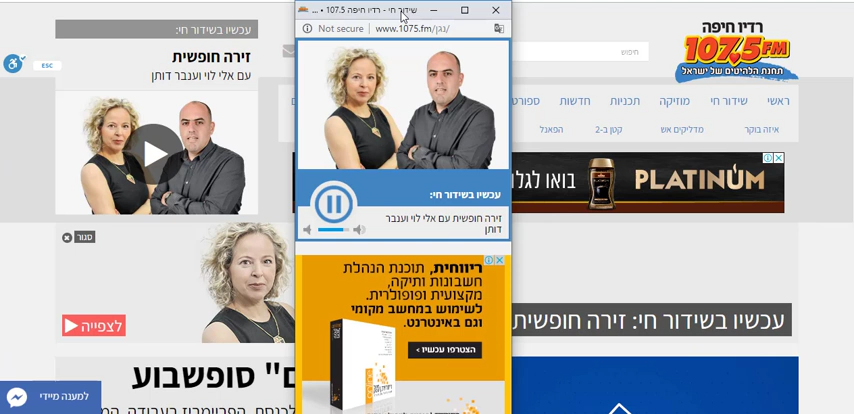 שידור חי - רדיו חיפה 107.5 • ...
Not secure
www.1075.fm/נגן/
עכשיו בשידור חי:
זירה חופשית
עם אלי לוי וענבר דותן
ESC
רדיו חיפה
107.5FM
תחנת הלהיטים של ישראל
חיפוש
ראשי
שידור חי
מוזיקה
תכניות
חדשות
ספורט
איזה בוקר
מדליקים אש
קטן ב-2
הפאנל
בואו לגל
PLATINUM
עכשיו בשידור חי:
זירה חופשית עם אלי לוי וענבר
דותן
סגור
לצפייה
עכשיו בשידור חי: זירה חופשית
ריווחית, תוכנת הנהלת
חשבונות ותיקה,
מקצועית ופופולרית.
לשימוש במחשב מקומי
וגם באינטרנט.
הצטרפו עכשיו >
ם" סופשבוע
למענה מיידי